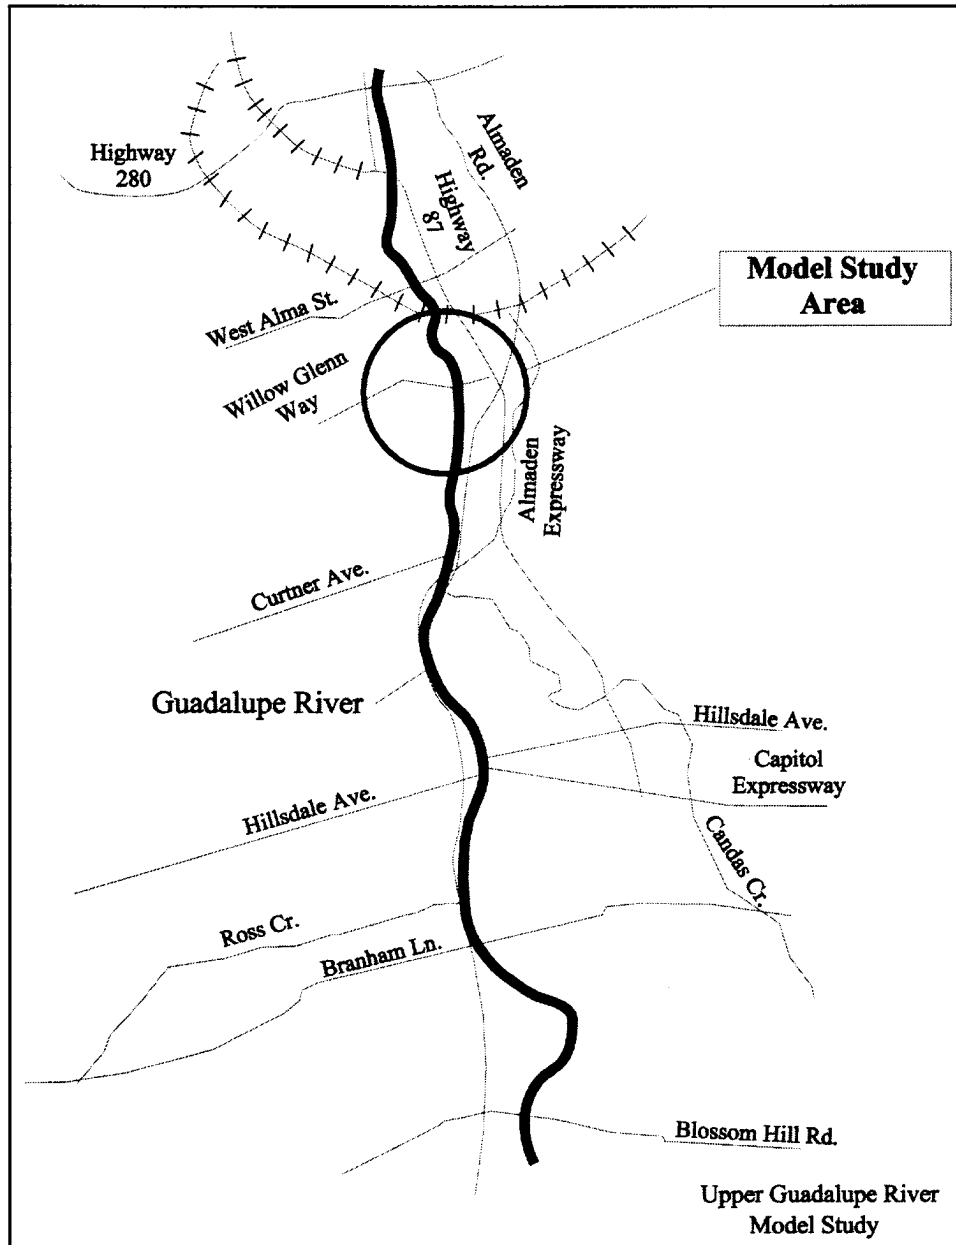 Almaden
Rd.
Highway
280
Highway
87
Model Study
Area
West Alma St.
Willow Glenn
Way
Almaden
Expressway
Curtner Ave.
Guadalupe River
Hillsdale Ave.
Capitol
Expressway
Hillsdale Ave.
Candas Cr.
Ross Cr.
Branham Ln.
Blossom Hill Rd.
Upper Guadalupe River
Model Study